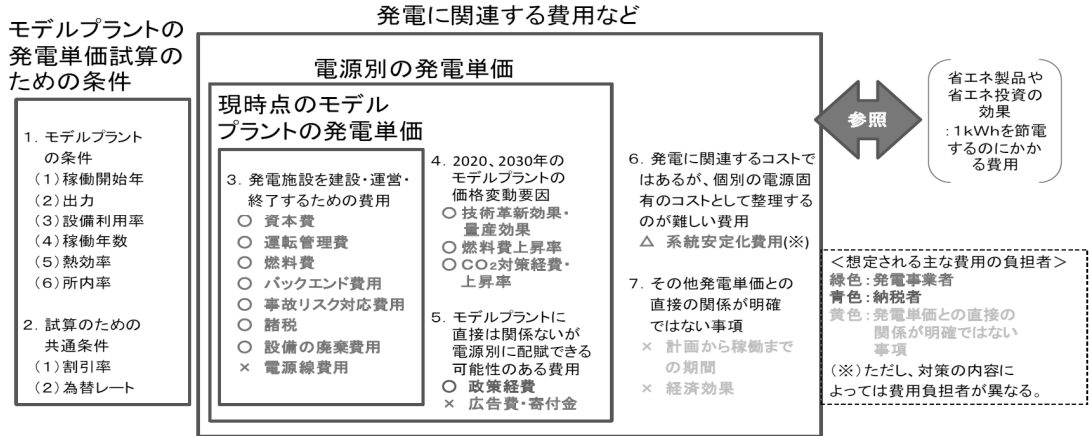 発電に関連する費用など
モデルプラントの
発電単価試算の
ための条件
1．モデルプラント
の条件
(1)稼働開始年
(2)出力
(3)設備利用率
(4)稼働年数
(5)熱効率
(6)所内率
2．試算のための
共通条件
(1)割引率
(2)為替レート
電源別の発電単価
現時点のモデル
プラントの発電単価
3．発電施設を建設・運営・
終了するための費用
○ 資本費
○ 運転管理費
○ 燃料費
○ バックエンド費用
○ 事故リスク対応費用
○ 諸税
○ 設備の廃棄費用
× 電源線費用
4．2020、2030年の
モデルプラントの
価格変動要因
○技術革新効果・
量産効果
○燃料費上昇率
○CO₂対策経費・
上昇率
5．モデルプラントに
直接は関係ないが
電源別に配賦できる
可能性のある費用
○ 政策経費
× 広告費・寄付金
6．発電に関連するコストで
はあるが、個別の電源固
有のコストとして整理する
のが難しい費用
△ 系統安定化費用(※)
7．その他発電単価との
直接の関係が明確
ではない事項
× 計画から稼働まで
の期間
× 経済効果
参照
省エネ製品や
省エネ投資の
効果
：1kWhを節電
するのにかか
る費用
＜想定される主な費用の負担者＞
緑色：発電事業者
青色：納税者
黄色：発電単価との直接の
関係が明確ではない
事項
(※)ただし、対策の内容に
よっては費用負担者が異なる。